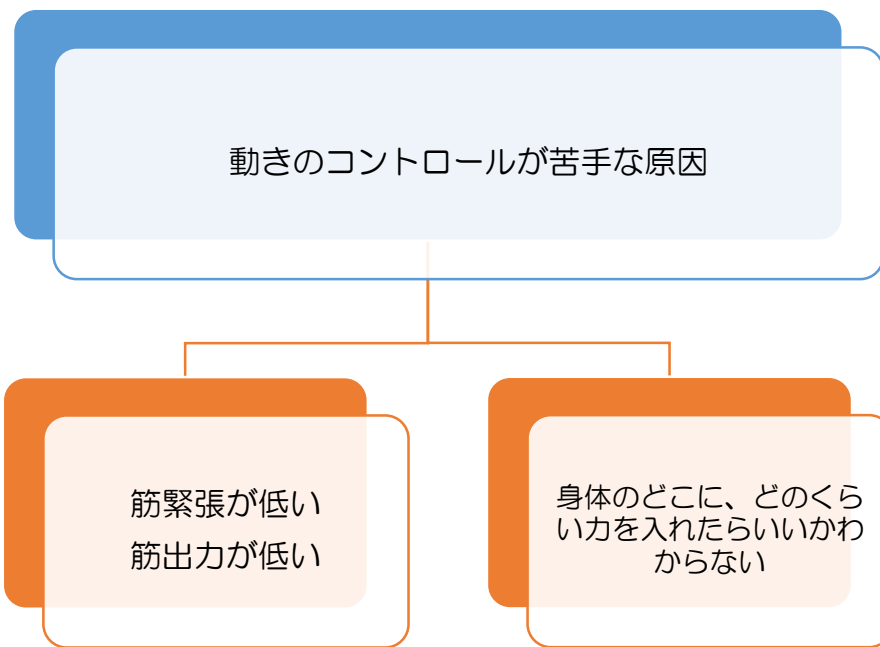 動きのコントロールが苦手な原因
筋緊張が低い
筋出力が低い
身体のどこに、どのくら
い力を入れたらいいかわ
からない